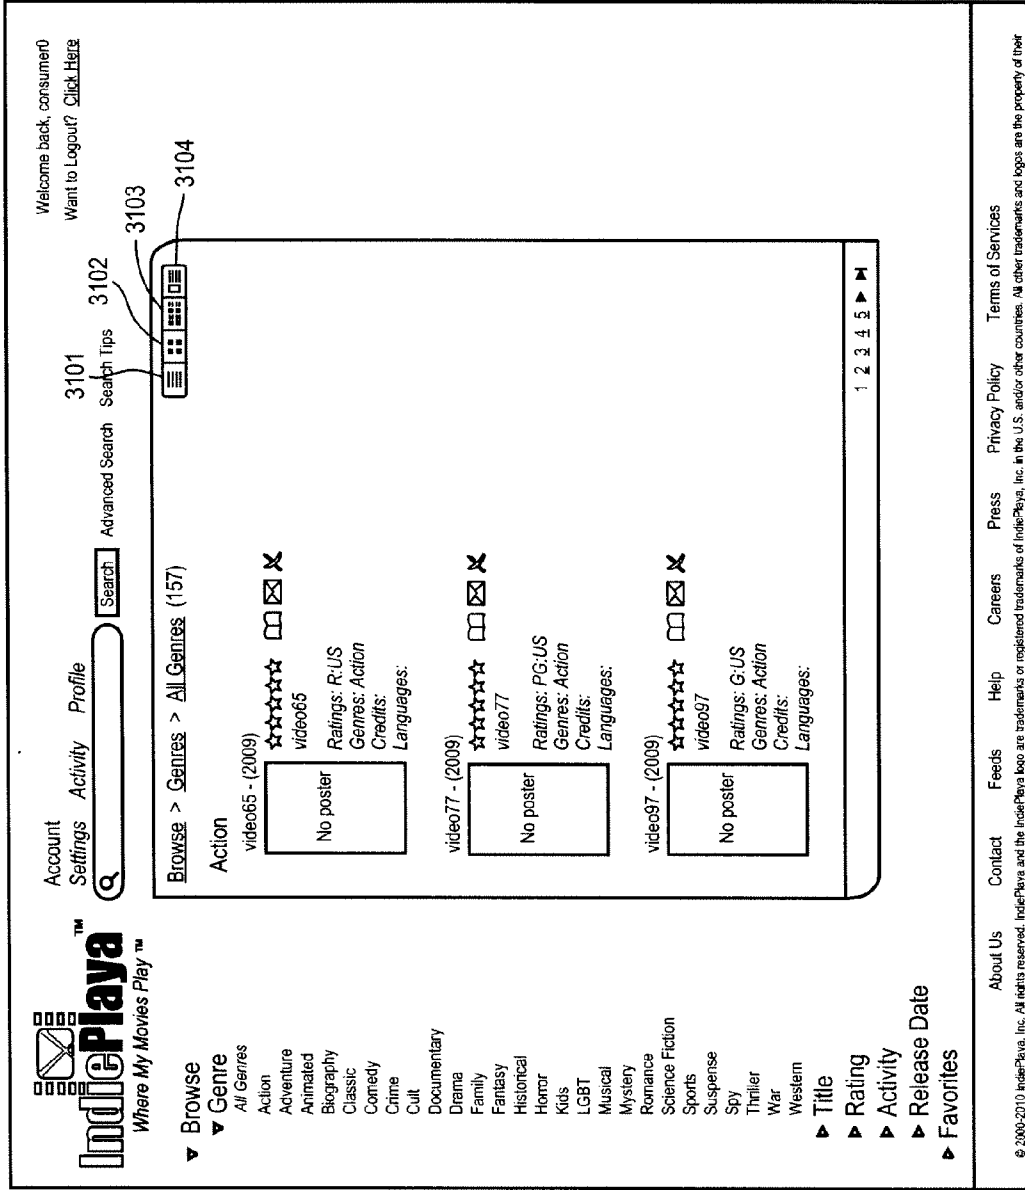 IndiePlaya™
Where My Movies Play™
Account
Settings Activity Profile
Search Advanced Search Search Tips
Welcome back, consumer0
Want to Logout? Click Here
3101
3102
3103
3104
Browse
Genre
All Genres
Action
Adventure
Animated
Biography
Classic
Comedy
Crime
Cult
Documentary
Drama
Family
Fantasy
Historical
Horror
Kids
LGBT
Musical
Mystery
Romance
Science Fiction
Sports
Suspense
Spy
Thriller
War
Western
Title
Rating
Activity
Release Date
Favorites
Browse > Genres > All Genres (157)
Action
video65 - (2009)
No poster
video65
Ratings: R:US
Genres: Action
Credits:
Languages:
video77 - (2009)
No poster
video77
Ratings: PG:US
Genres: Action
Credits:
Languages:
video97 - (2009)
No poster
video97
Ratings: G:US
Genres: Action
Credits:
Languages:
1 2 3 4 5
About Us Contact Feeds Help Careers Press Privacy Policy Terms of Services
© 2000-2010 IndiePlaya, Inc. All rights reserved. IndiePlaya and the IndiePlaya logo are trademarks or registered trademarks of IndiePlaya, Inc. in the U.S. and/or other countries. All other trademarks and logos are the property of their